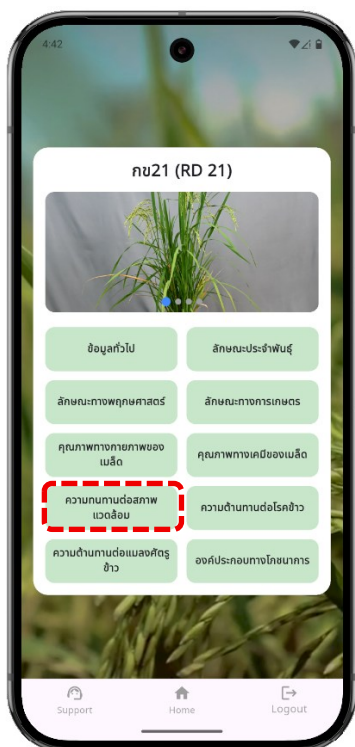 4:42
กข21 (RD 21)
ข้อมูลทั่วไป
ลักษณะประจำพันธุ์
ลักษณะทางพฤกษศาสตร์
ลักษณะทางการเกษตร
คุณภาพทางกายภาพของ
เมล็ด
คุณภาพทางเคมีของเมล็ด
ความทนทานต่อสภาพ
แวดล้อม
ความต้านทานต่อโรคข้าว
ความต้านทานต่อแมลงศัตรู
ข้าว
องค์ประกอบทางโภชนาการ
Support
Home
Logout